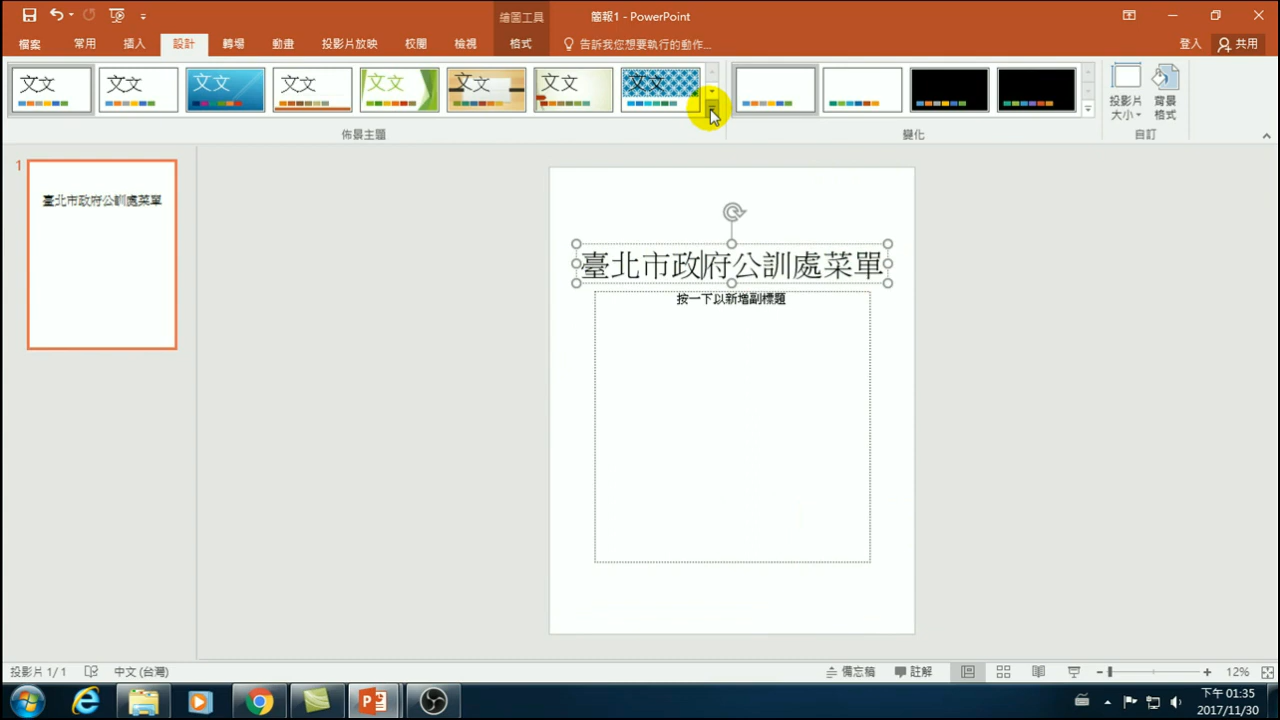 繪圖工具
簡報1 - PowerPoint
檔案 常用 插入 設計 轉場 動畫 投影片放映 校閱 檢視 格式 告訴我您想要執行的動作... 登入 共用
文文 文文 文文 文文 文文 文文 文文 文文
投影片大小 背景格式
佈景主題 變化 自訂
1
臺北市政府公訓處菜單
臺北市政府公訓處菜單
按一下以新增副標題
投影片 1/1 中文 (台灣) 備忘稿 註解 12%
下午 01:35
2017/11/30